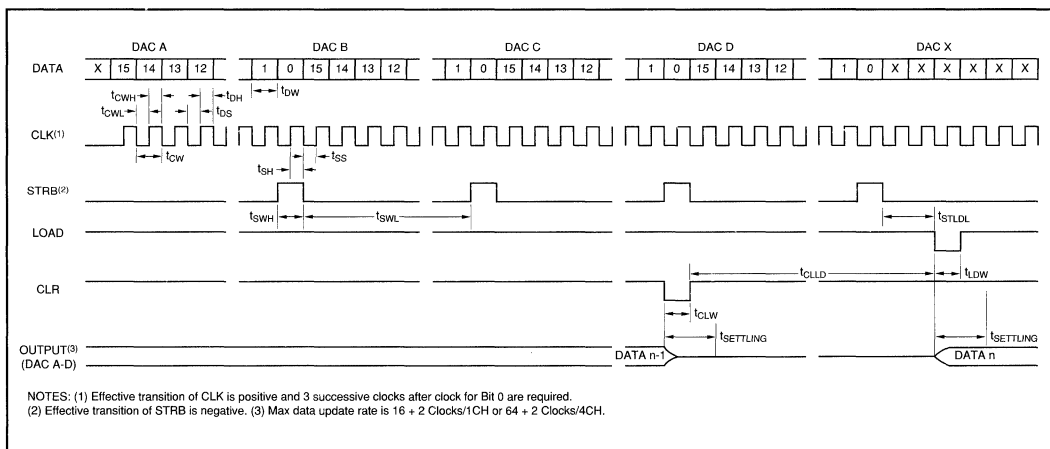 DAC A DAC B DAC C DAC D DAC X
DATA X 15 14 13 12 1 0 15 14 13 12 1 0 15 14 13 12 1 0 15 14 13 12 1 0 X X X X X X
tCWH tDH tDW
tCWL tDS
CLK(1)
tCW tSH tSS
STRB(2)
tSWH tSWL tSTLDL
LOAD
tCLLD tLDW
CLR
tCLW
tSETTLING tSETTLING
OUTPUT(3)
(DAC A-D) DATA n-1 DATA n
NOTES: (1) Effective transition of CLK is positive and 3 successive clocks after clock for Bit 0 are required.
(2) Effective transition of STRB is negative. (3) Max data update rate is 16 + 2 Clocks/1CH or 64 + 2 Clocks/4CH.